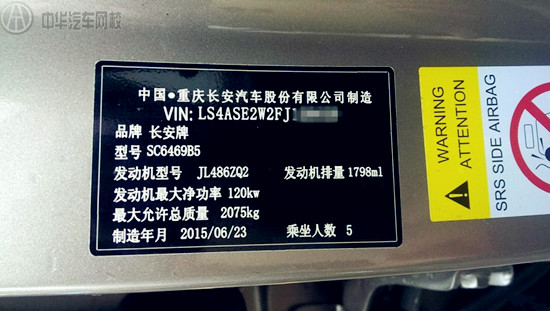 中华汽车网校
中国•重庆长安汽车股份有限公司制造
VIN: LS4ASE2W2FJ1
品牌 长安牌
型号 SC6469B5
发动机型号 JL486ZQ2 发动机排量 1798ml
发动机最大净功率 120kw
最大允许总质量 2075kg
制造年月 2015/06/23 乘坐人数 5
WARNING
ATTENTION
SRS SIDE AIRBAG